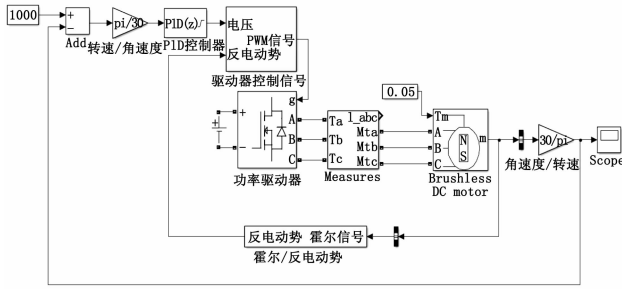 1000
+
−
Add
pi/30
转速/角速度
PID(z)
PID控制器
电压
PWM信号
反电动势
驱动器控制信号
g
+
−
A
B
C
功率驱动器
+
Ta
Tb
Tc
I_abc
Mta
Mtb
Mtc
Measures
0.05
Tm
A
B
C
m
N
S
Brushless
DC motor
30/pi
角速度/转速
Scope
反电动势 霍尔信号
霍尔/反电动势